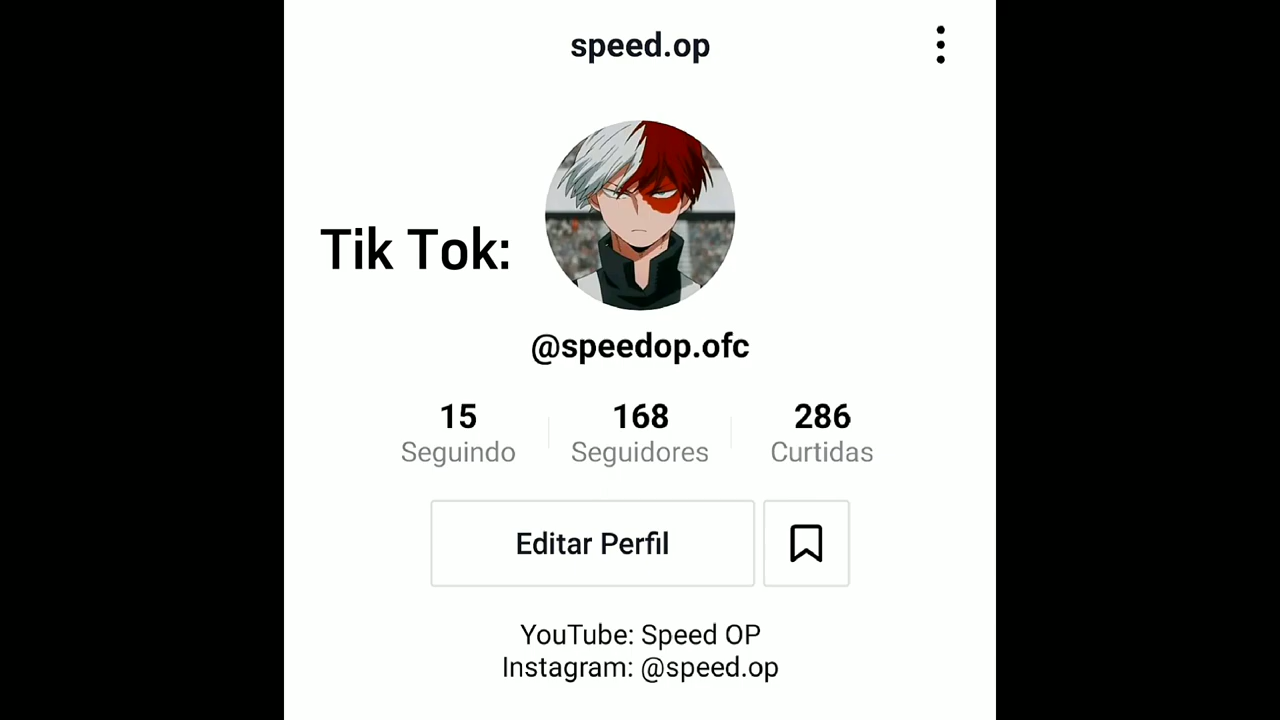 speed.op
Tik Tok:
@speedop.ofc
15 168 286
Seguindo Seguidores Curtidas
Editar Perfil
YouTube: Speed OP
Instagram: @speed.op